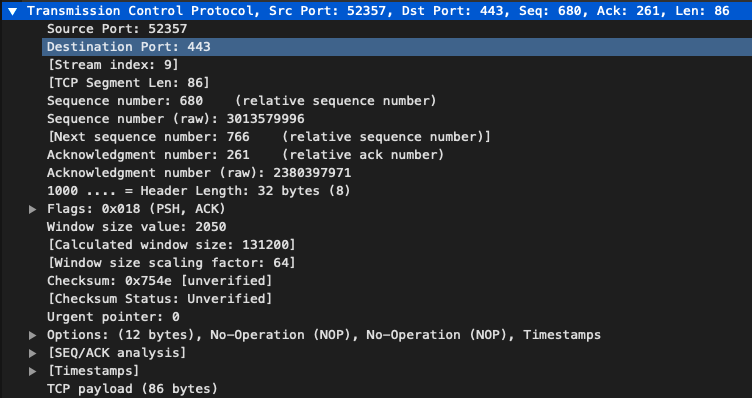 Transmission Control Protocol, Src Port: 52357, Dst Port: 443, Seq: 680, Ack: 261, Len: 86
Source Port: 52357
Destination Port: 443
[Stream index: 9]
[TCP Segment Len: 86]
Sequence number: 680    (relative sequence number)
Sequence number (raw): 3013579996
[Next sequence number: 766    (relative sequence number)]
Acknowledgment number: 261    (relative ack number)
Acknowledgment number (raw): 2380397971
1000 .... = Header Length: 32 bytes (8)
Flags: 0x018 (PSH, ACK)
Window size value: 2050
[Calculated window size: 131200]
[Window size scaling factor: 64]
Checksum: 0x754e [unverified]
[Checksum Status: Unverified]
Urgent pointer: 0
Options: (12 bytes), No-Operation (NOP), No-Operation (NOP), Timestamps
[SEQ/ACK analysis]
[Timestamps]
TCP payload (86 bytes)